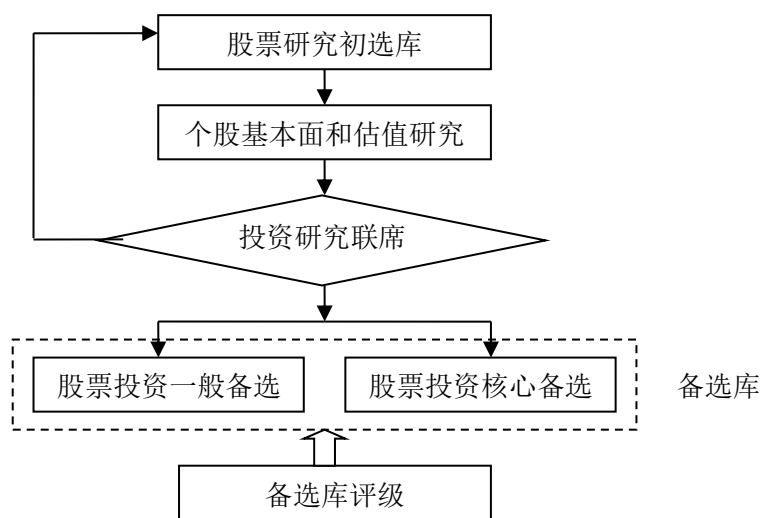 股票研究初选库
个股基本面和估值研究
投资研究联席
股票投资一般备选
股票投资核心备选
备选库
备选库评级